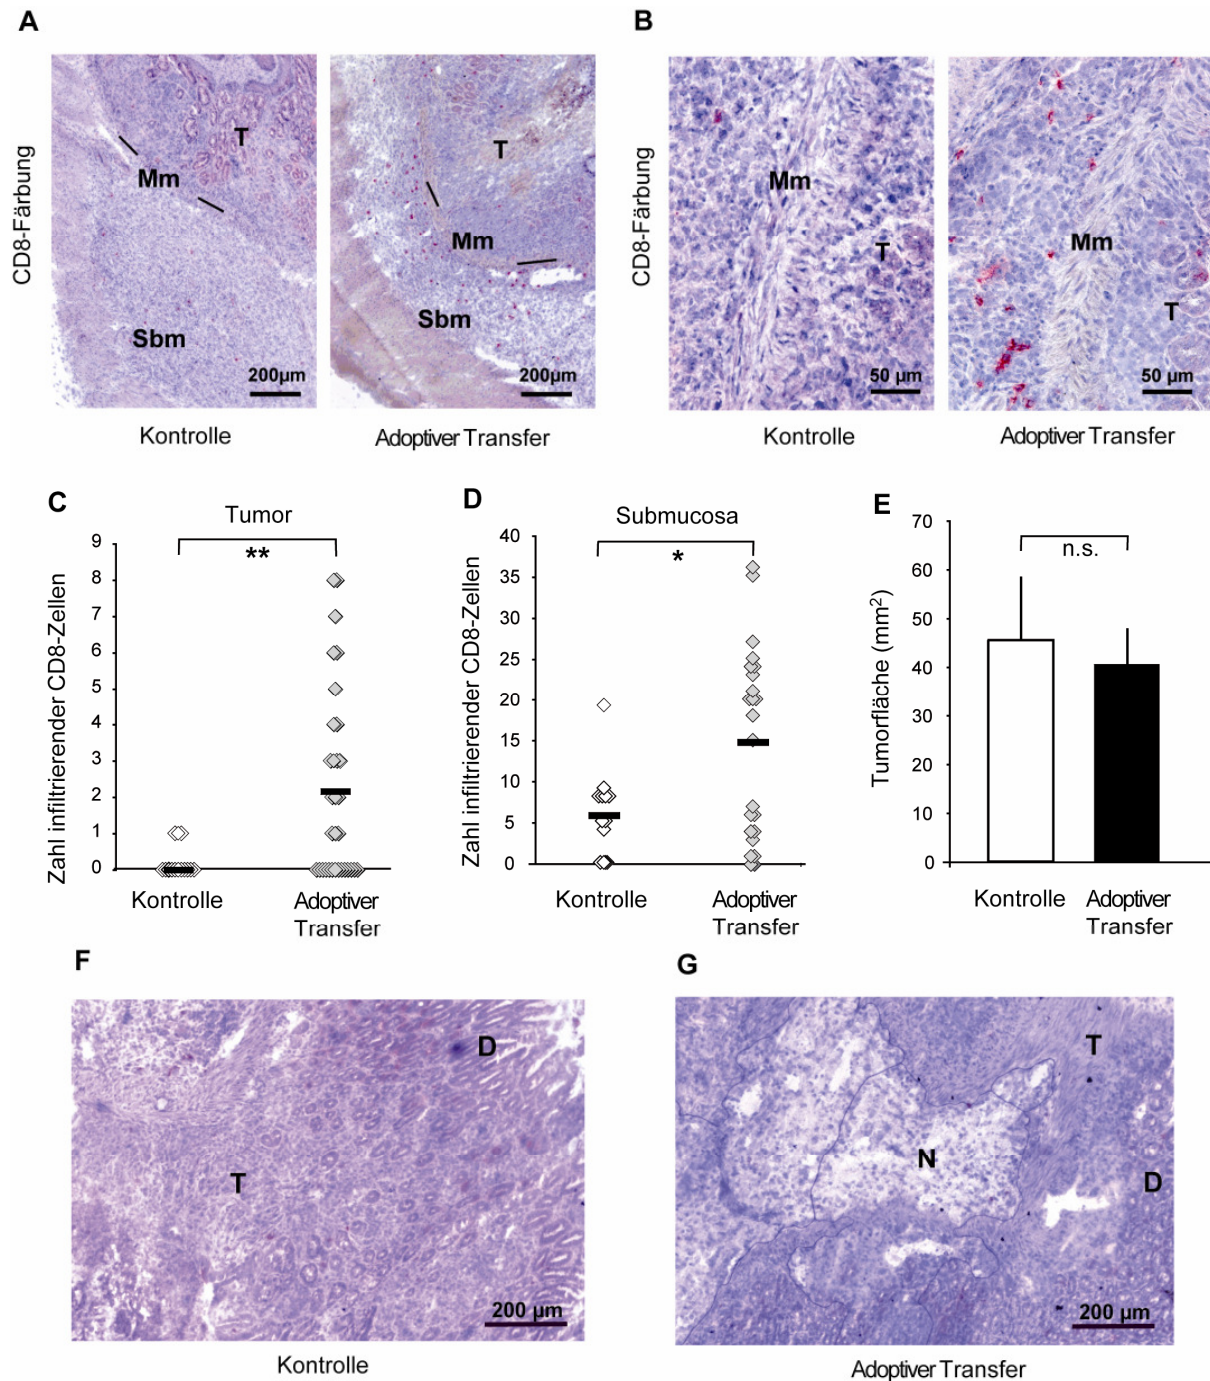 A
B
CD8-Färbung
T
Mm
Sbm
200µm
T
Mm
Sbm
200µm
CD8-Färbung
Mm
T
50 µm
Mm
T
50 µm
Kontrolle
Adoptiver Transfer
Kontrolle
Adoptiver Transfer
C
Tumor
**
Zahl infiltrierender CD8-Zellen
9
8
7
6
5
4
3
2
1
0
Kontrolle
Adoptiver
Transfer
D
Submucosa
*
Zahl infiltrierender CD8-Zellen
40
35
30
25
20
15
10
5
0
Kontrolle
Adoptiver
Transfer
E
n.s.
Tumorfläche (mm²)
70
60
50
40
30
20
10
0
Kontrolle
Adoptiver
Transfer
F
D
T
200 µm
Kontrolle
G
T
N
D
200 µm
Adoptiver Transfer